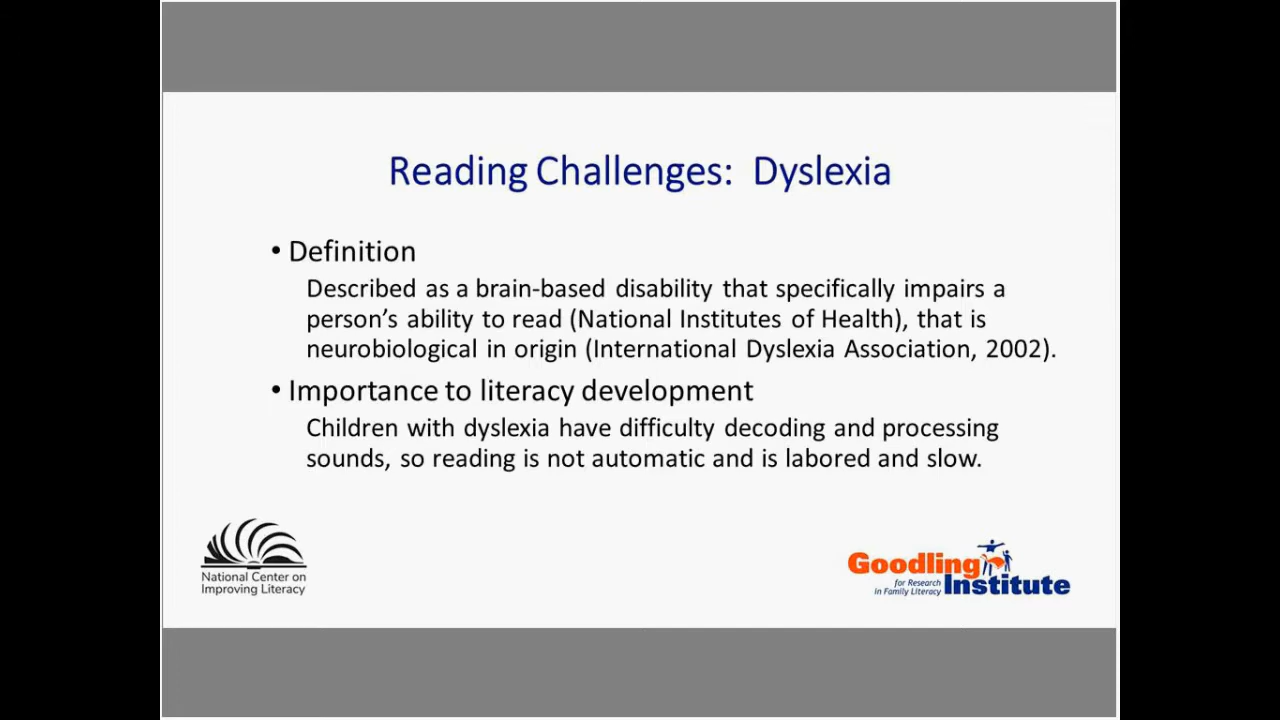 Reading Challenges: Dyslexia
• Definition
Described as a brain-based disability that specifically impairs a
person’s ability to read (National Institutes of Health), that is
neurobiological in origin (International Dyslexia Association, 2002).
• Importance to literacy development
Children with dyslexia have difficulty decoding and processing
sounds, so reading is not automatic and is labored and slow.
National Center on
Improving Literacy
Goodling
for Research
in Family Literacy
Institute